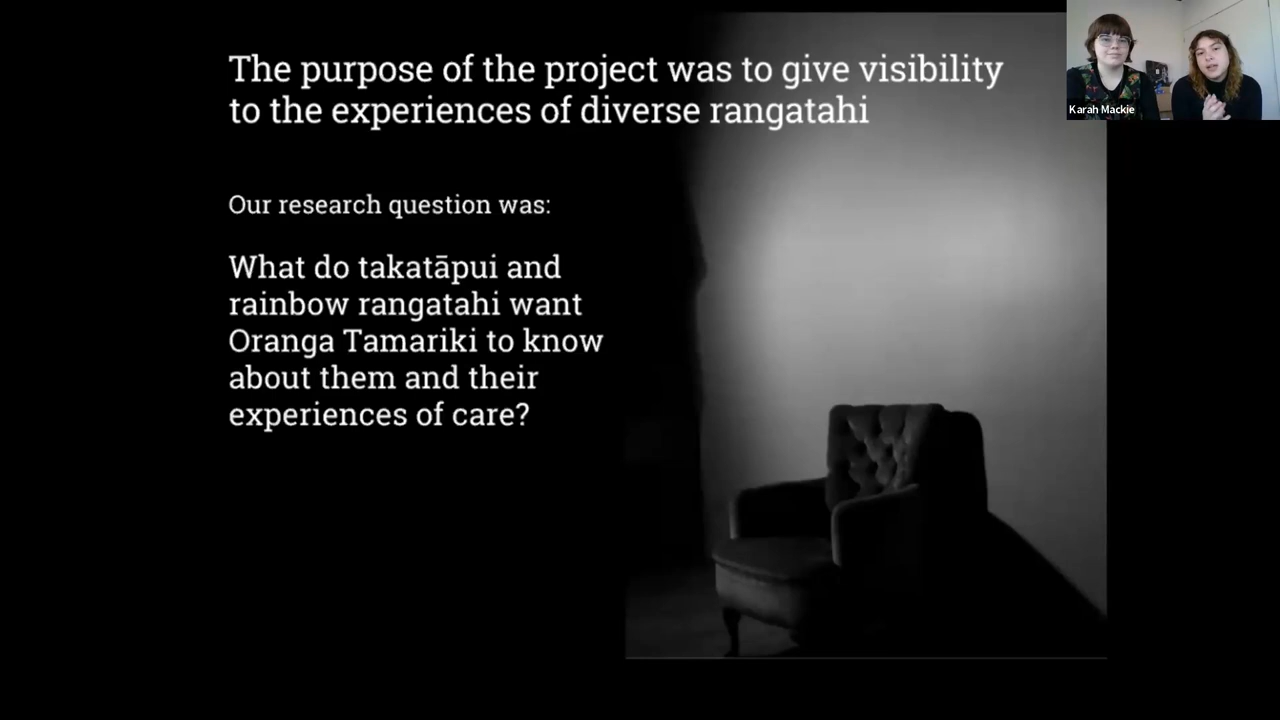 The purpose of the project was to give visibility
to the experiences of diverse rangatahi
Our research question was:
What do takatāpui and
rainbow rangatahi want
Oranga Tamariki to know
about them and their
experiences of care?
Karah Mackie